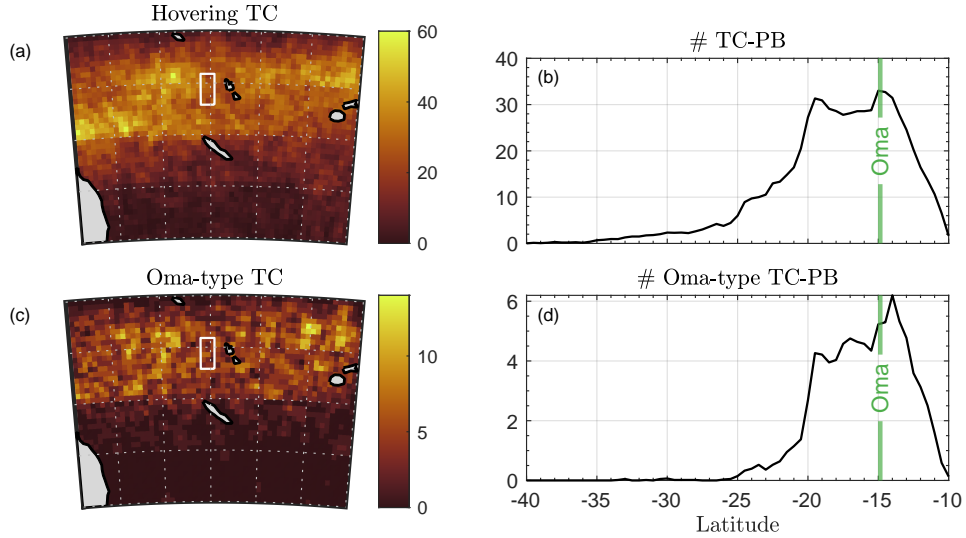 Hovering TC
(a)
60
40
20
0
# TC-PB
(b)
40
30
20
10
0
Oma
Oma-type TC
(c)
10
5
0
# Oma-type TC-PB
(d)
6
4
2
0
Oma
-40 -35 -30 -25 -20 -15 -10
Latitude